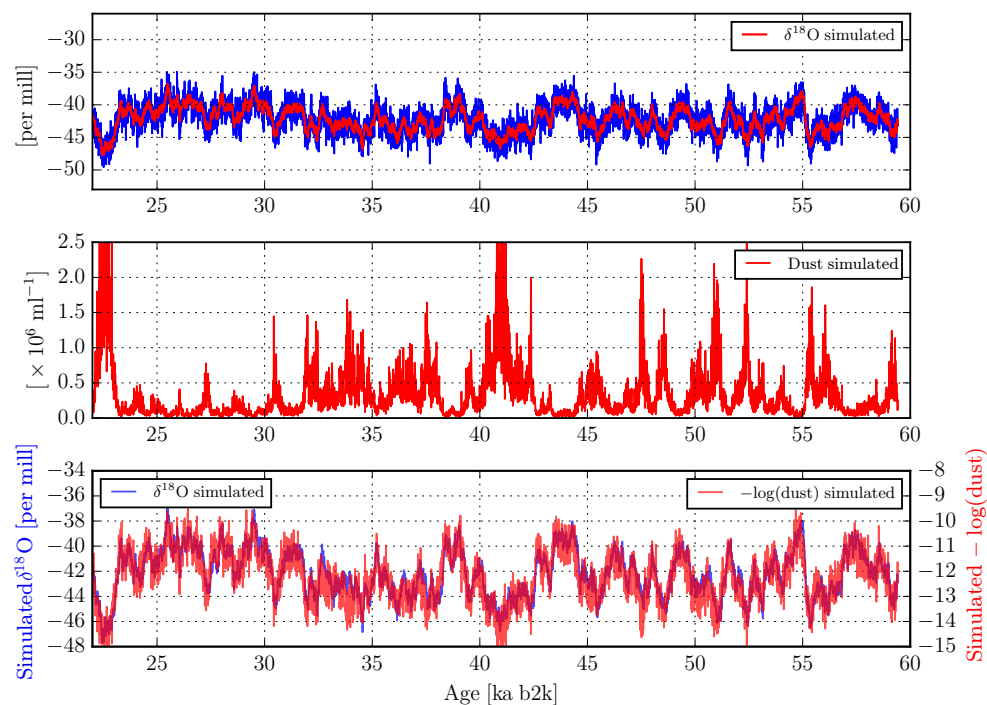 [per mill]
−30
−35
−40
−45
−50
δ¹⁸O simulated
25 30 35 40 45 50 55 60
[×10⁶ ml⁻¹]
2.5
2.0
1.5
1.0
0.5
0.0
Dust simulated
25 30 35 40 45 50 55 60
Simulated δ¹⁸O [per mill]
−34
−36
−38
−40
−42
−44
−46
−48
δ¹⁸O simulated
−log(dust) simulated
−8
−9
−10
−11
−12
−13
−14
−15
Simulated −log(dust)
25 30 35 40 45 50 55 60
Age [ka b2k]